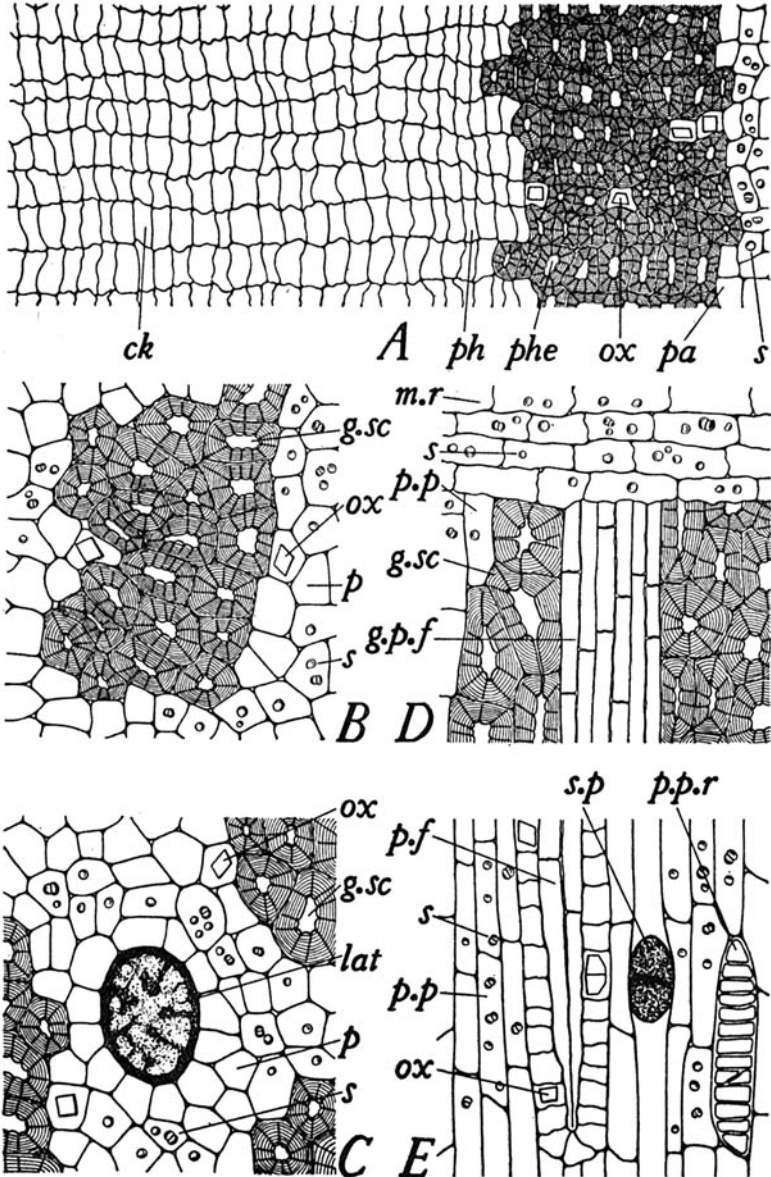 ck A ph phe ox pa s
m.r
g.sc s
ox p.p
p g.sc
s g.p.f
B D
s.p p.p.r
ox p.f
g.sc s
lat
p p.p
s ox
C E